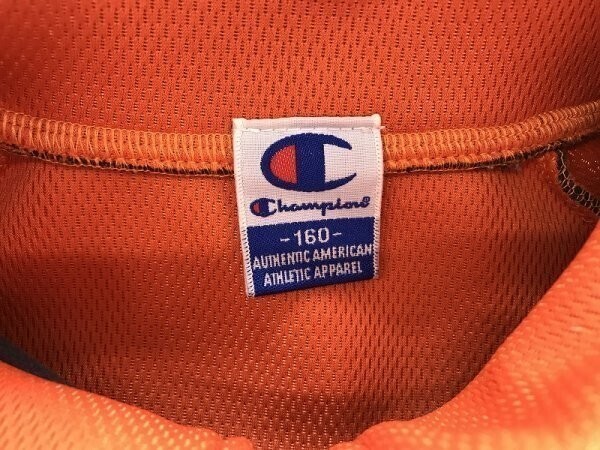 Champion
-160-
AUTHENTIC AMERICAN
ATHLETIC APPAREL